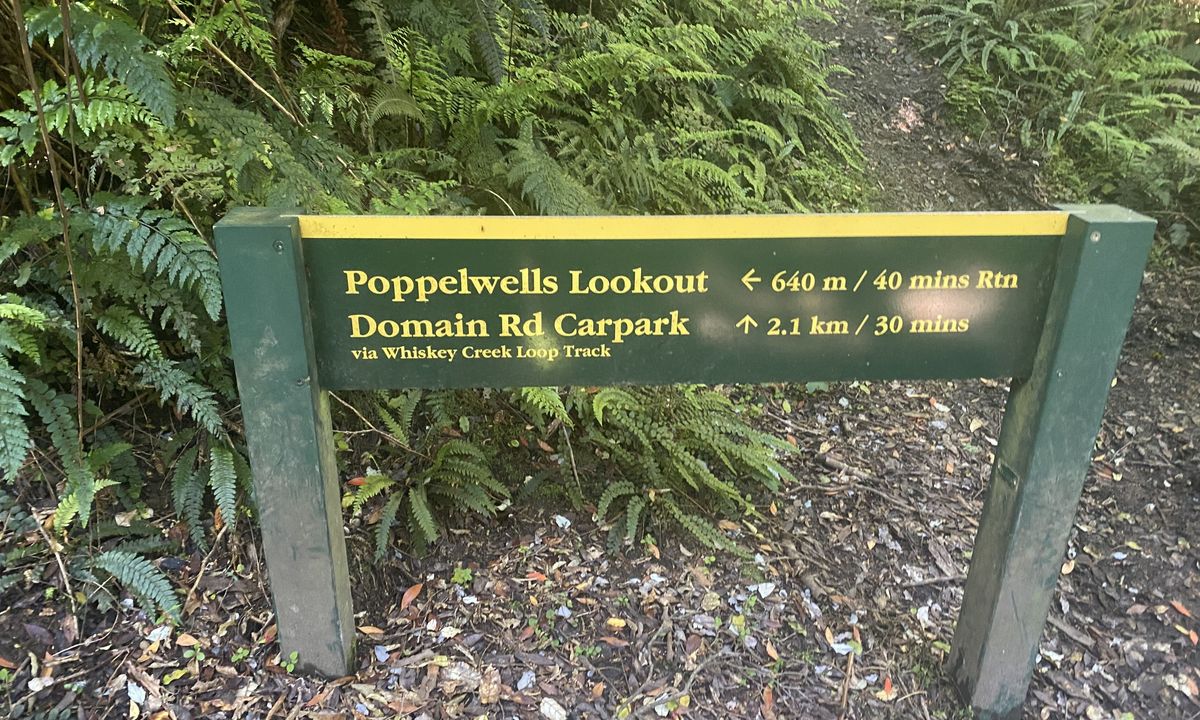 Poppelwells Lookout ← 640 m / 40 mins Rtn
Domain Rd Carpark ↑ 2.1 km / 30 mins
via Whiskey Creek Loop Track